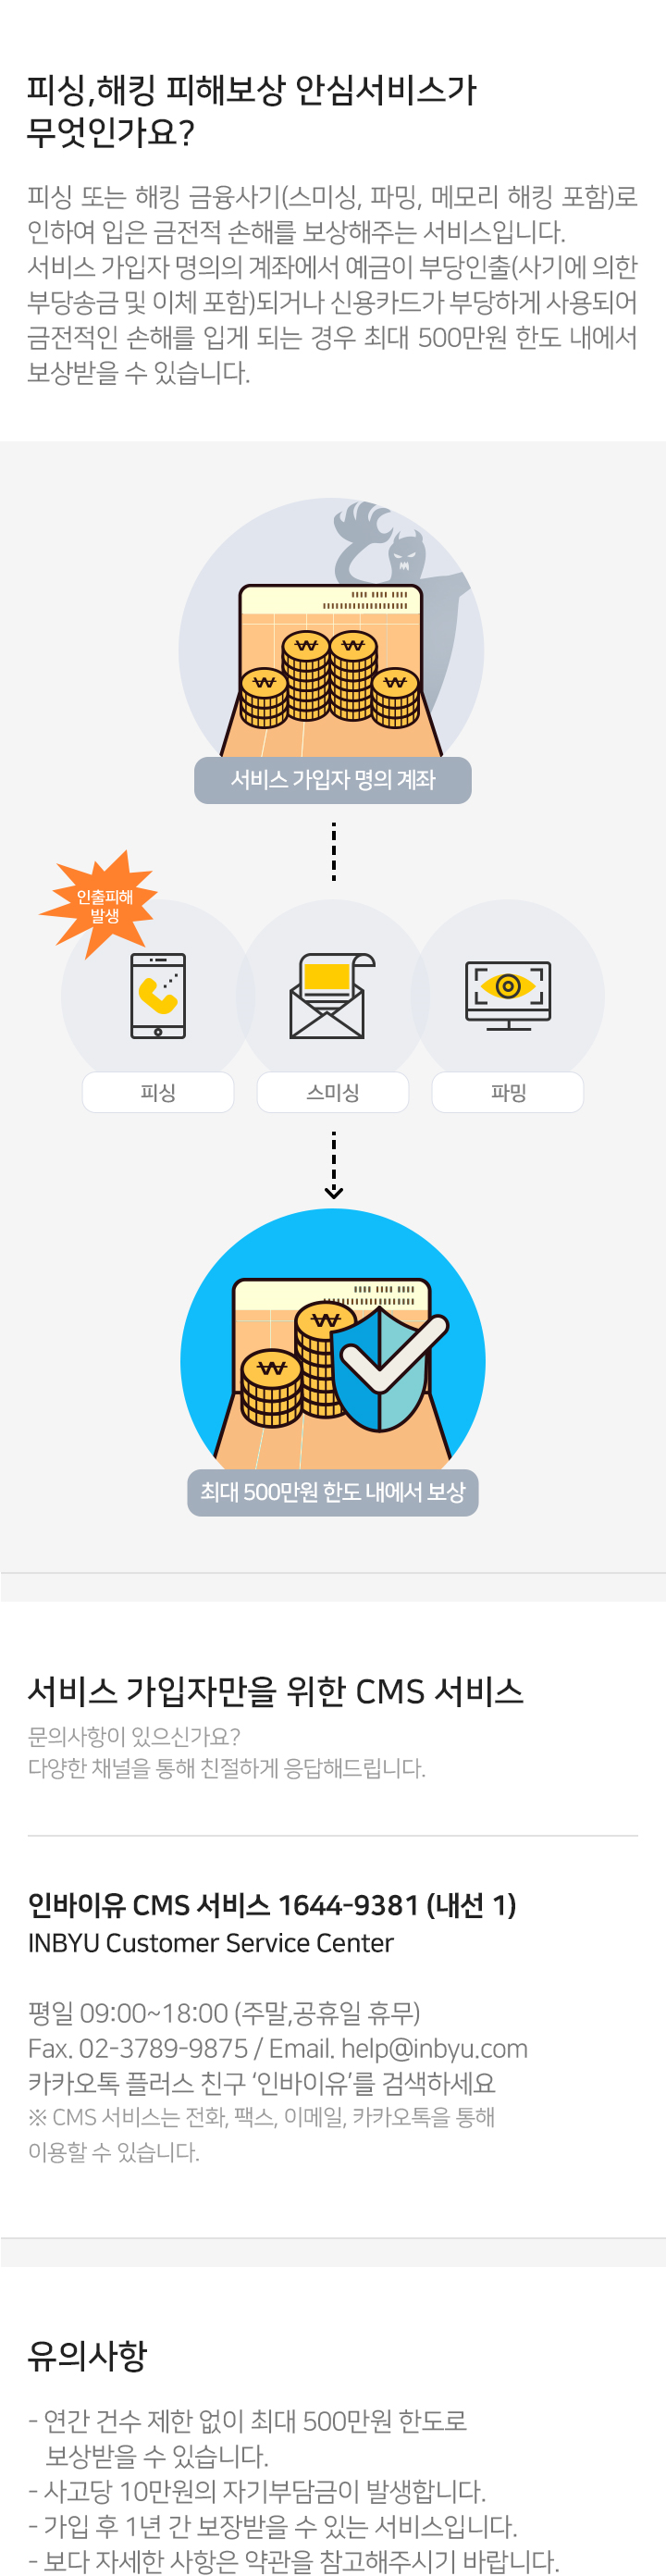 피싱,해킹 피해보상 안심서비스가
무엇인가요?
피싱 또는 해킹 금융사기(스미싱, 파밍, 메모리 해킹 포함)로
인하여 입은 금전적 손해를 보상해주는 서비스입니다.
서비스 가입자 명의의 계좌에서 예금이 부당인출(사기에 의한
부당송금 및 이체 포함)되거나 신용카드가 부당하게 사용되어
금전적인 손해를 입게 되는 경우 최대 500만원 한도 내에서
보상받을 수 있습니다.
₩ ₩ ₩ ₩
서비스 가입자 명의 계좌
인출피해
발생
피싱 스미싱 파밍
₩ ₩
최대 500만원 한도 내에서 보상
서비스 가입자만을 위한 CMS 서비스
문의사항이 있으신가요?
다양한 채널을 통해 친절하게 응답해드립니다.
인바이유 CMS 서비스 1644-9381 (내선 1)
INBYU Customer Service Center
평일 09:00~18:00 (주말,공휴일 휴무)
Fax. 02-3789-9875 / Email. help@inbyu.com
카카오톡 플러스 친구 ‘인바이유’를 검색하세요
※ CMS 서비스는 전화, 팩스, 이메일, 카카오톡을 통해
이용할 수 있습니다.
유의사항
- 연간 건수 제한 없이 최대 500만원 한도로
보상받을 수 있습니다.
- 사고당 10만원의 자기부담금이 발생합니다.
- 가입 후 1년 간 보장받을 수 있는 서비스입니다.
- 보다 자세한 사항은 약관을 참고해주시기 바랍니다.